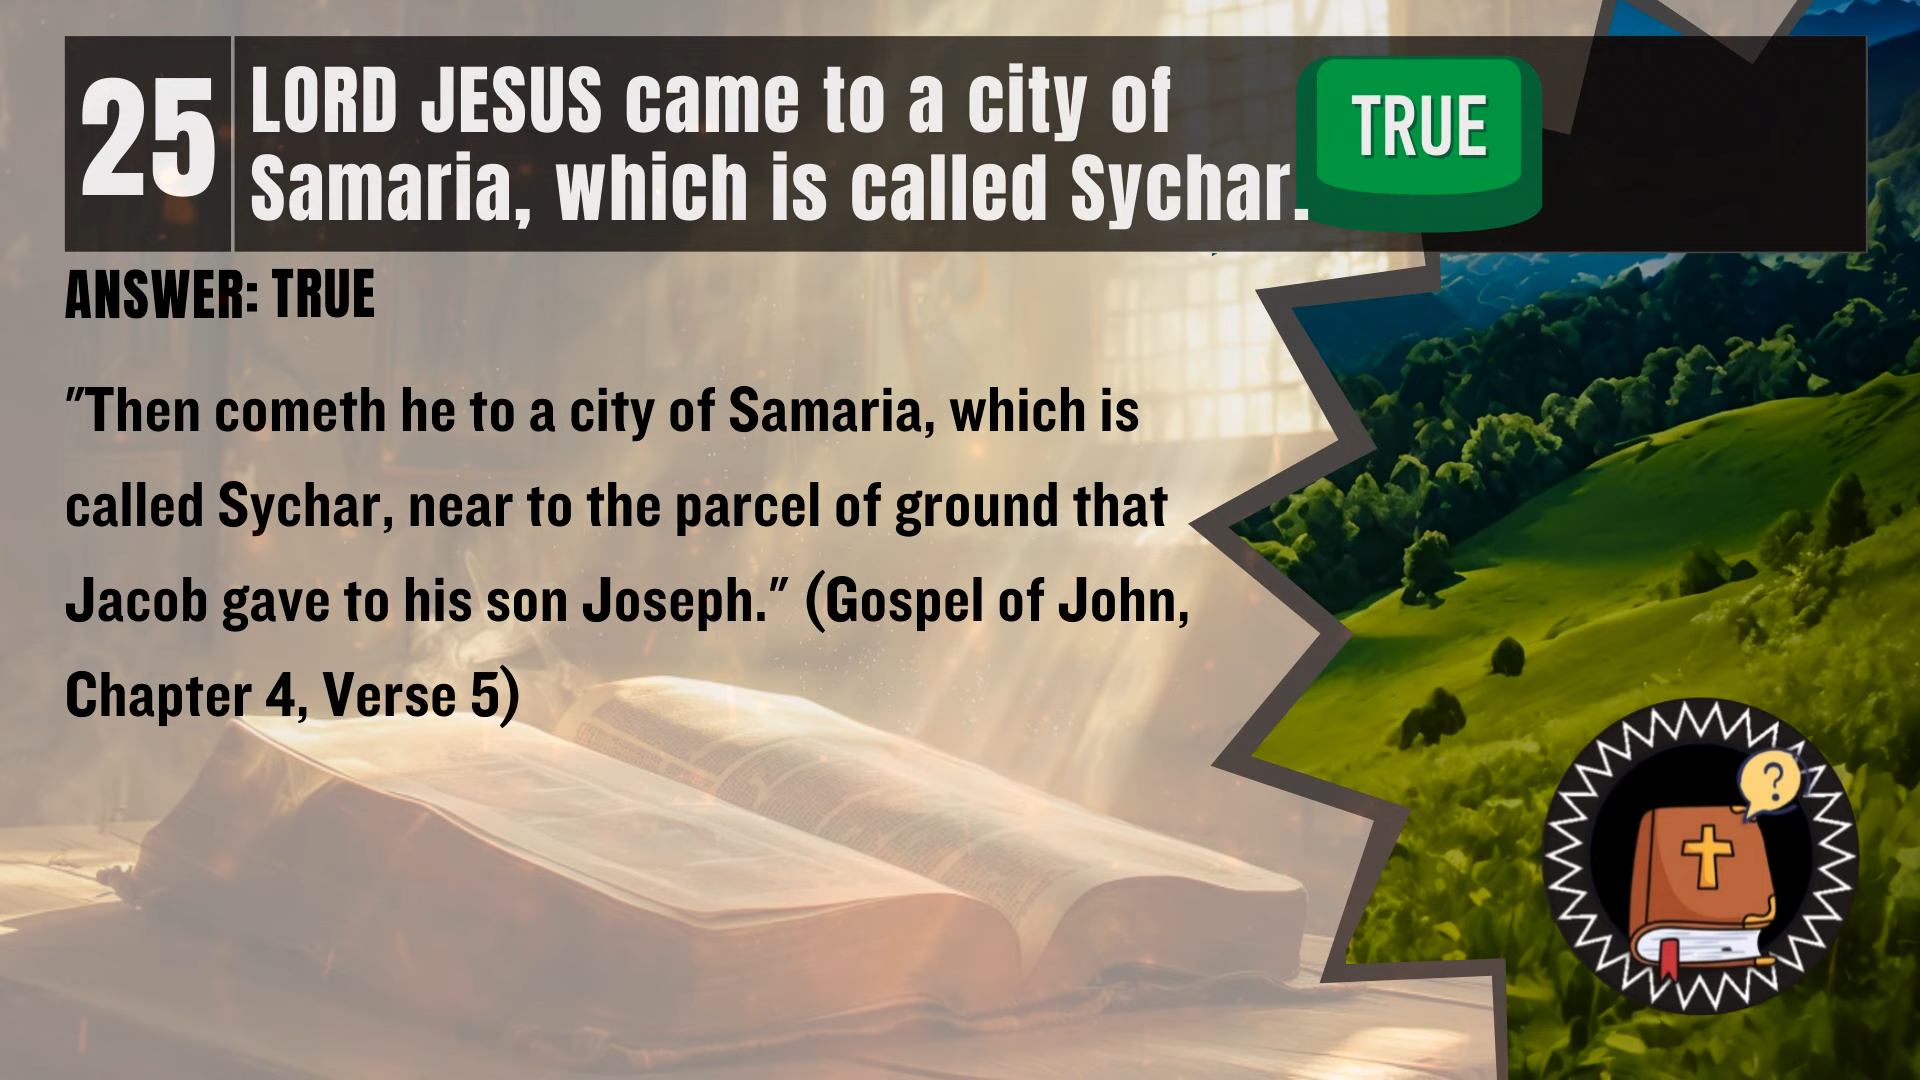 25
LORD JESUS came to a city of
Samaria, which is called Sychar.
TRUE
ANSWER: TRUE
"Then cometh he to a city of Samaria, which is
called Sychar, near to the parcel of ground that
Jacob gave to his son Joseph." (Gospel of John,
Chapter 4, Verse 5)
?